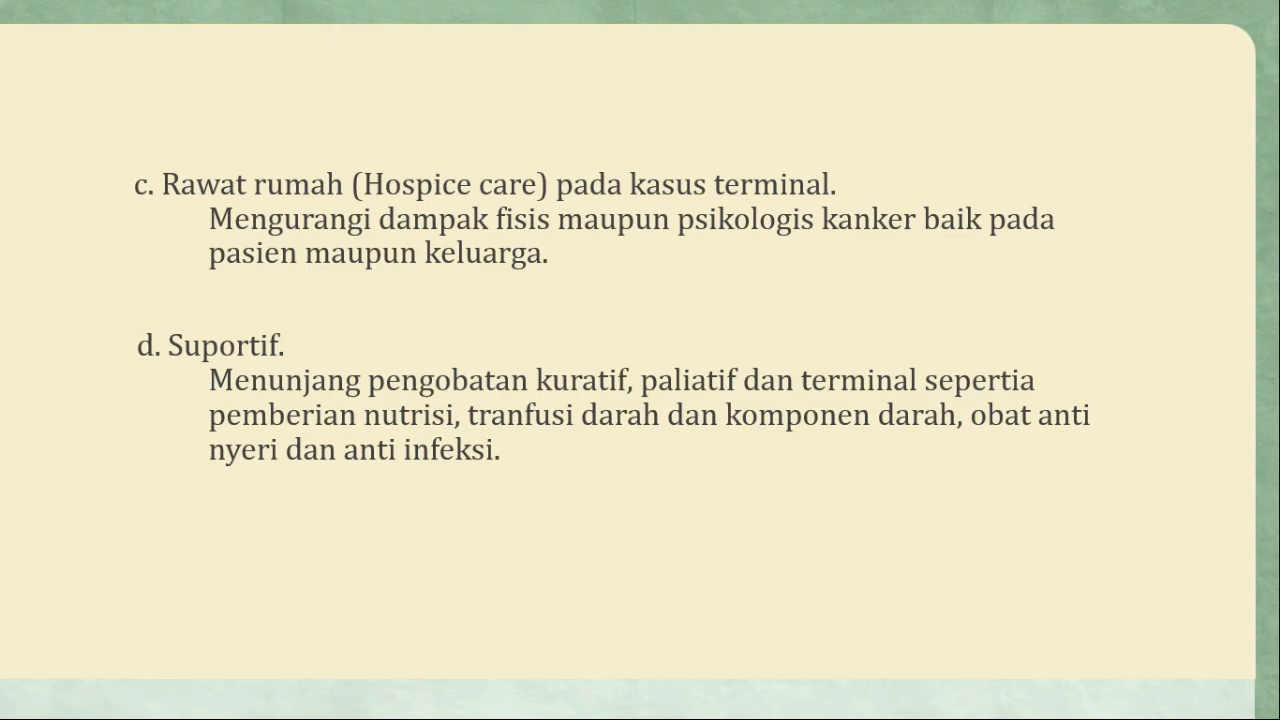 c. Rawat rumah (Hospice care) pada kasus terminal.
Mengurangi dampak fisis maupun psikologis kanker baik pada
pasien maupun keluarga.
d. Suportif.
Menunjang pengobatan kuratif, paliatif dan terminal sepertia
pemberian nutrisi, tranfusi darah dan komponen darah, obat anti
nyeri dan anti infeksi.